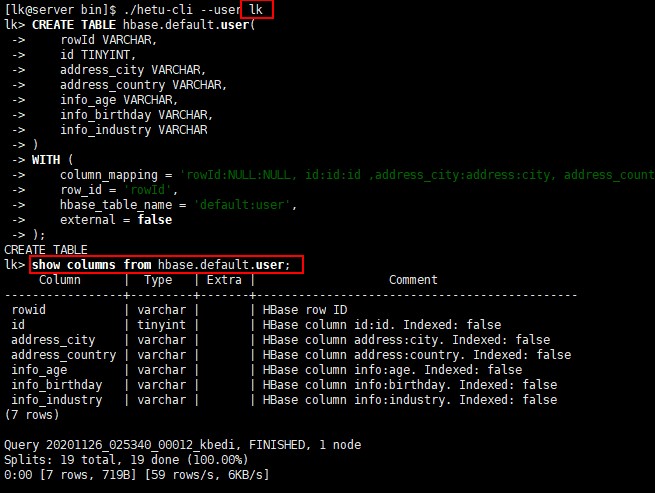 [lk@server bin]$ ./hetu-cli --user lk
lk> CREATE TABLE hbase.default.user(
 ->     rowId VARCHAR,
 ->     id TINYINT,
 ->     address_city VARCHAR,
 ->     address_country VARCHAR,
 ->     info_age VARCHAR,
 ->     info_birthday VARCHAR,
 ->     info_industry VARCHAR
 -> )
 -> WITH (
 ->     column_mapping = 'rowId:NULL:NULL, id:id:id ,address_city:address:city, address_count
 ->     row_id = 'rowId',
 ->     hbase_table_name = 'default:user',
 ->     external = false
 -> );
CREATE TABLE
lk> show columns from hbase.default.user;
     Column      |  Type   | Extra |                   Comment
-----------------+---------+-------+----------------------------------------------
 rowid           | varchar |       | HBase row ID
 id              | tinyint |       | HBase column id:id. Indexed: false
 address_city    | varchar |       | HBase column address:city. Indexed: false
 address_country | varchar |       | HBase column address:country. Indexed: false
 info_age        | varchar |       | HBase column info:age. Indexed: false
 info_birthday   | varchar |       | HBase column info:birthday. Indexed: false
 info_industry   | varchar |       | HBase column info:industry. Indexed: false
(7 rows)

Query 20201126_025340_00012_kbedi, FINISHED, 1 node
Splits: 19 total, 19 done (100.00%)
0:00 [7 rows, 719B] [59 rows/s, 6KB/s]